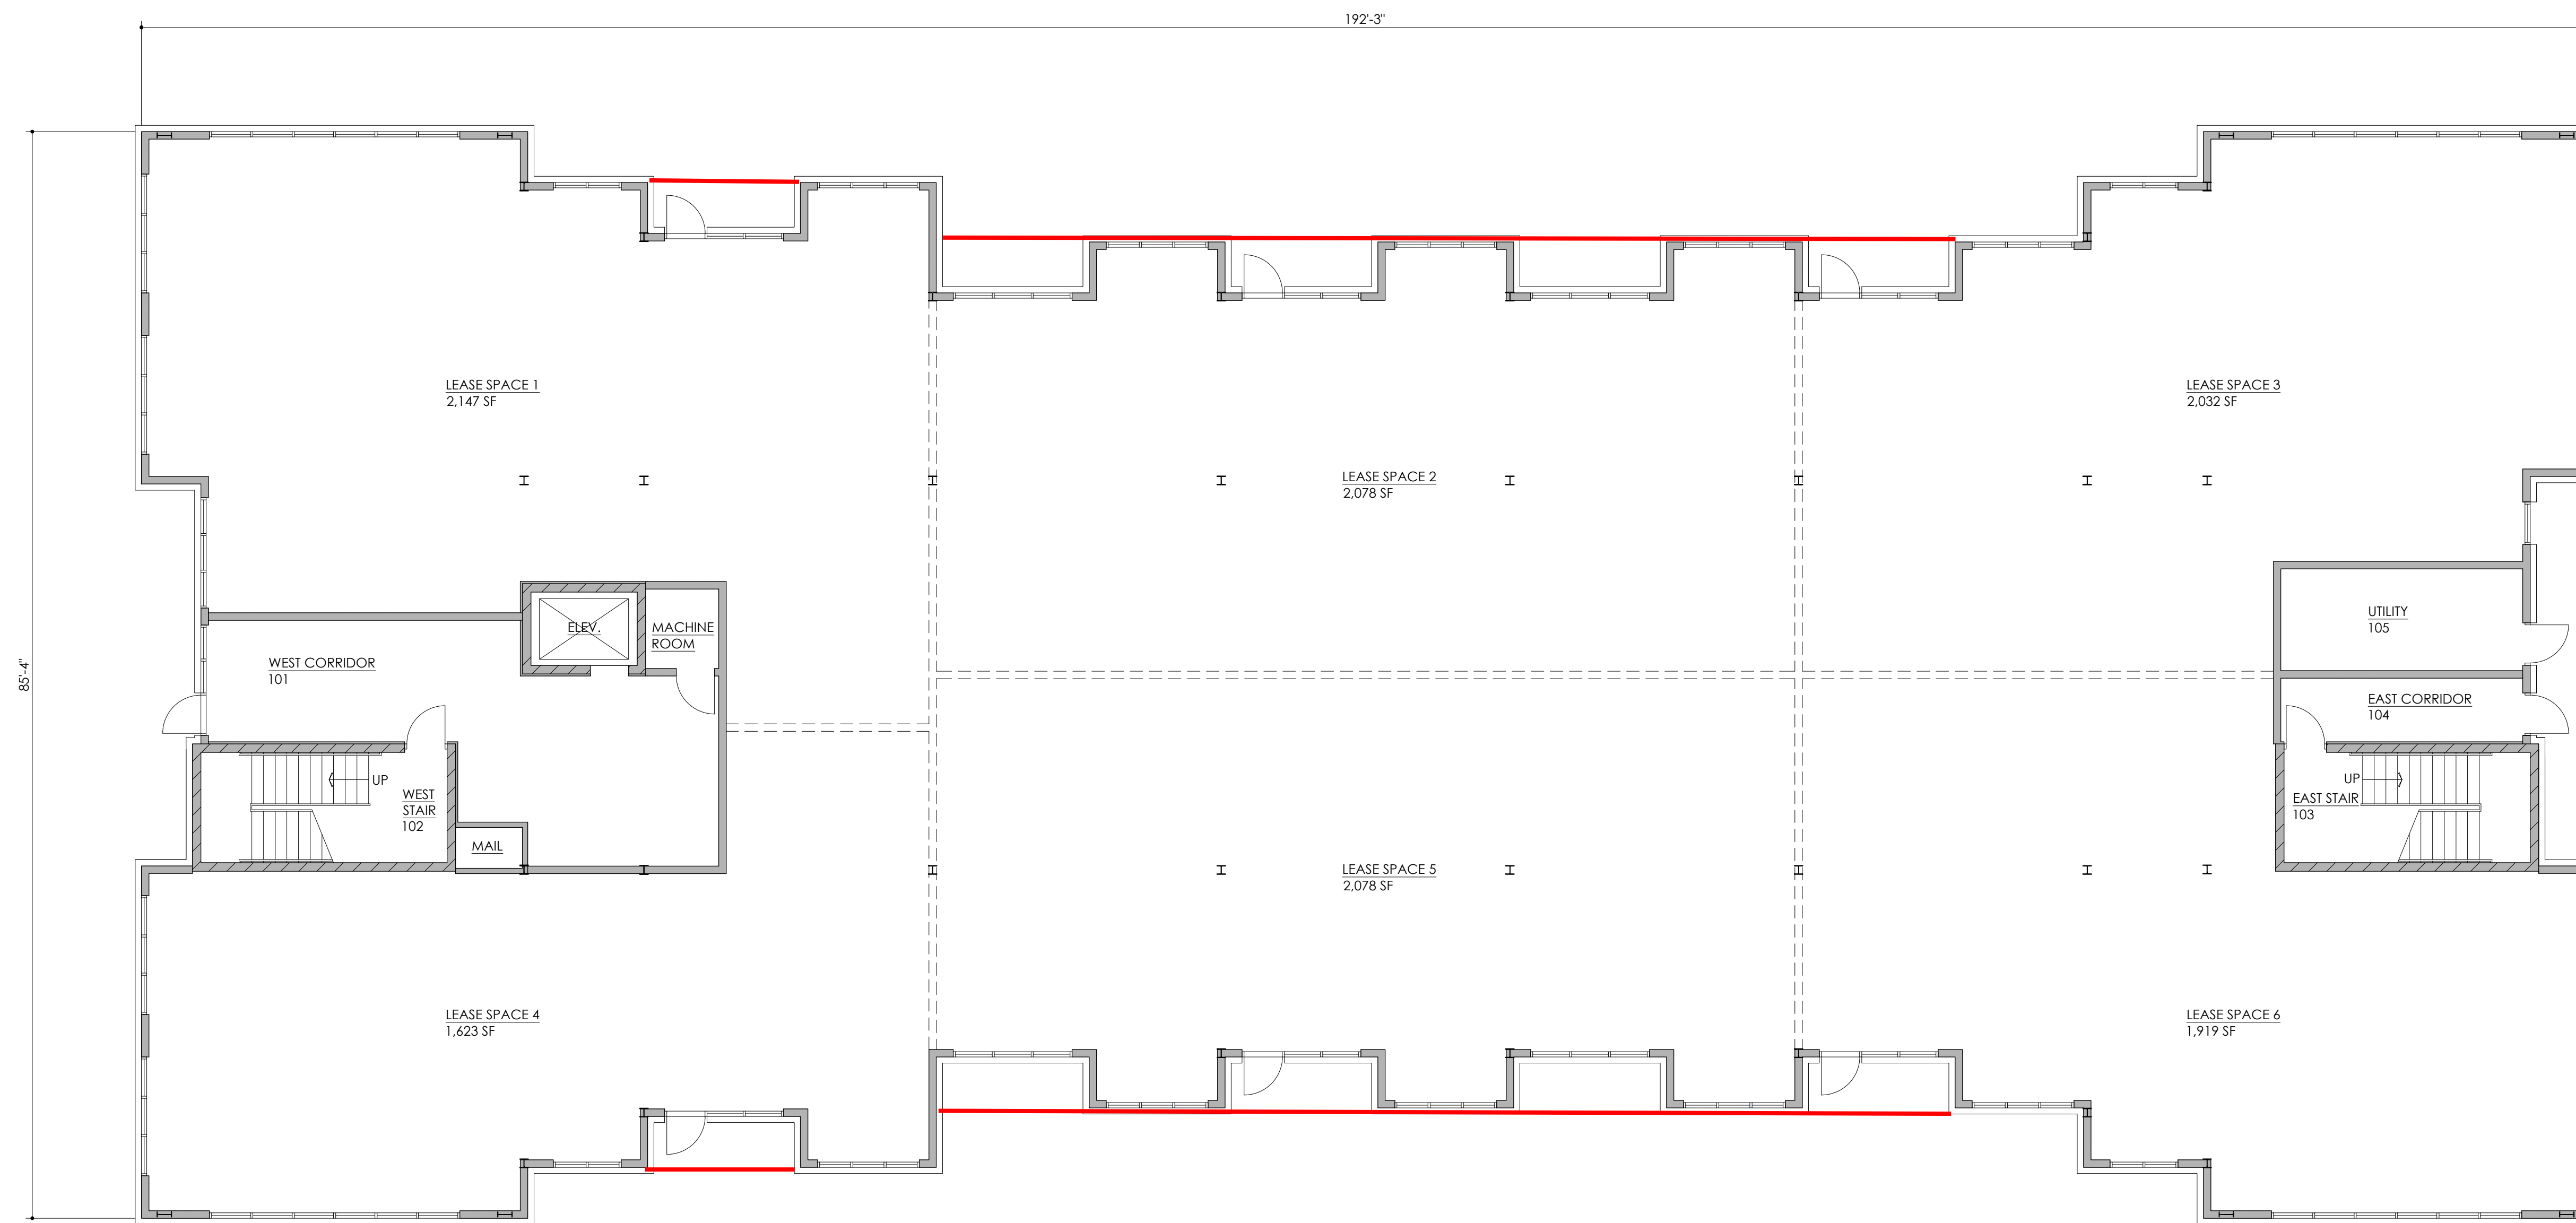 192'-3"
LEASE SPACE 1
2,147 SF
LEASE SPACE 3
2,032 SF
LEASE SPACE 2
2,078 SF
85'-4"
ELEV.
MACHINE
ROOM
WEST CORRIDOR
101
UTILITY
105
EAST CORRIDOR
104
UP
WEST
STAIR
102
MAIL
UP
EAST STAIR
103
LEASE SPACE 5
2,078 SF
LEASE SPACE 4
1,623 SF
LEASE SPACE 6
1,919 SF